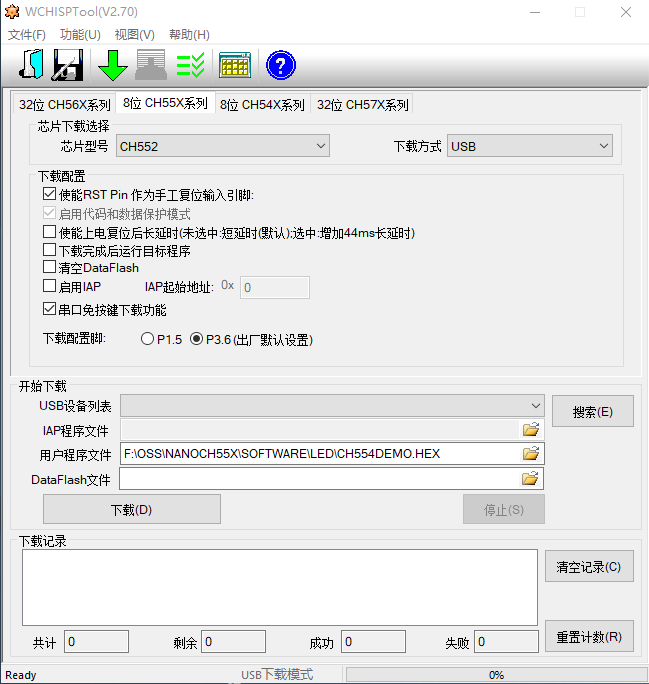 WCHISPTool(V2.70)
文件(F) 功能(U) 视图(V) 帮助(H)
32位 CH56X系列 8位 CH55X系列 8位 CH54X系列 32位 CH57X系列
芯片下载选择
芯片型号 CH552 下载方式 USB
下载配置
使能RST Pin 作为手工复位输入引脚:
启用代码和数据保护模式
使能上电复位后长延时(未选中:短延时(默认);选中:增加44ms长延时)
下载完成后运行目标程序
清空DataFlash
启用IAP IAP起始地址: 0x 0
串口免按键下载功能
下载配置脚: P1.5 P3.6(出厂默认设置)
开始下载
USB设备列表 搜索(E)
IAP程序文件
用户程序文件 F:\OSS\NANOCH55X\SOFTWARE\LED\CH554DEMO.HEX
DataFlash文件
下载(D) 停止(S)
下载记录
清空记录(C)
共计 0 剩余 0 成功 0 失败 0 重置计数(R)
Ready USB下载模式 0%